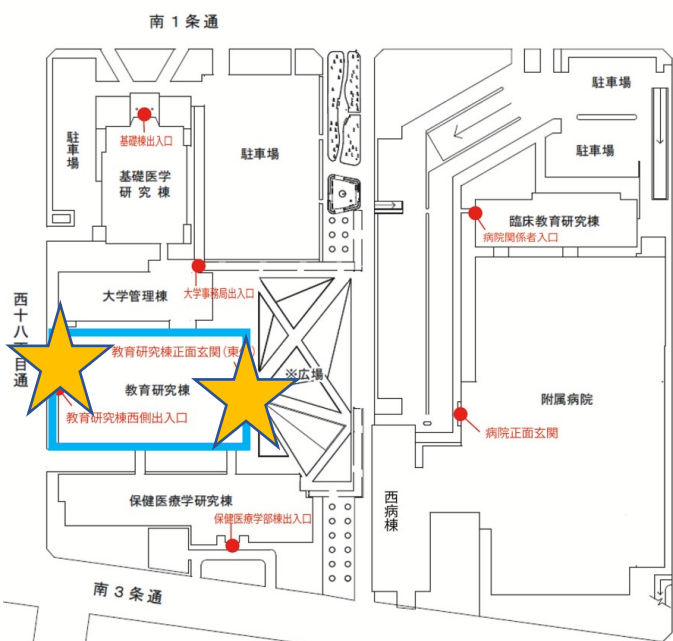 南1条通
駐車場
駐車場
基礎棟出入口
基礎医学
研究棟
駐車場
駐車場
臨床教育研究棟
病院関係者入口
大学事務局出入口
大学管理棟
西十八
目通
教育研究棟正面玄関(東
※広場
教育研究棟
教育研究棟西側出入口
附属病院
病院正面玄関
保健医療学研究棟
保健医療学部棟出入口
西病棟
南3条通
駐車場